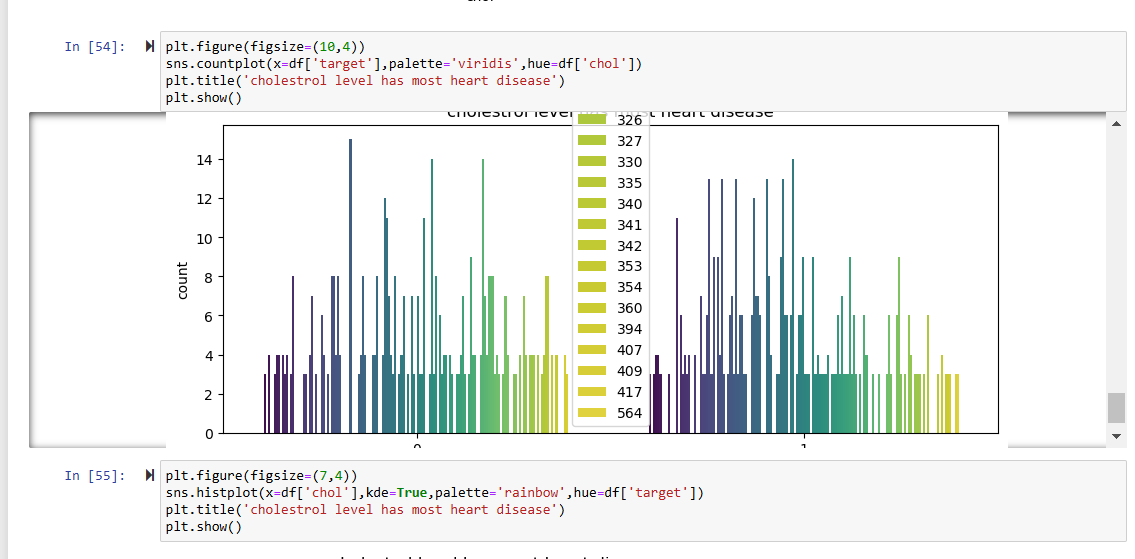 In [54]:
plt.figure(figsize=(10,4))
sns.countplot(x=df['target'],palette='viridis',hue=df['chol'])
plt.title('cholestrol level has most heart disease')
plt.show()
cholestrol level heart disease
326
327
330
335
340
341
342
353
354
360
394
407
409
417
564
14
12
10
8
6
4
2
0
count
In [55]:
plt.figure(figsize=(7,4))
sns.histplot(x=df['chol'],kde=True,palette='rainbow',hue=df['target'])
plt.title('cholestrol level has most heart disease')
plt.show()